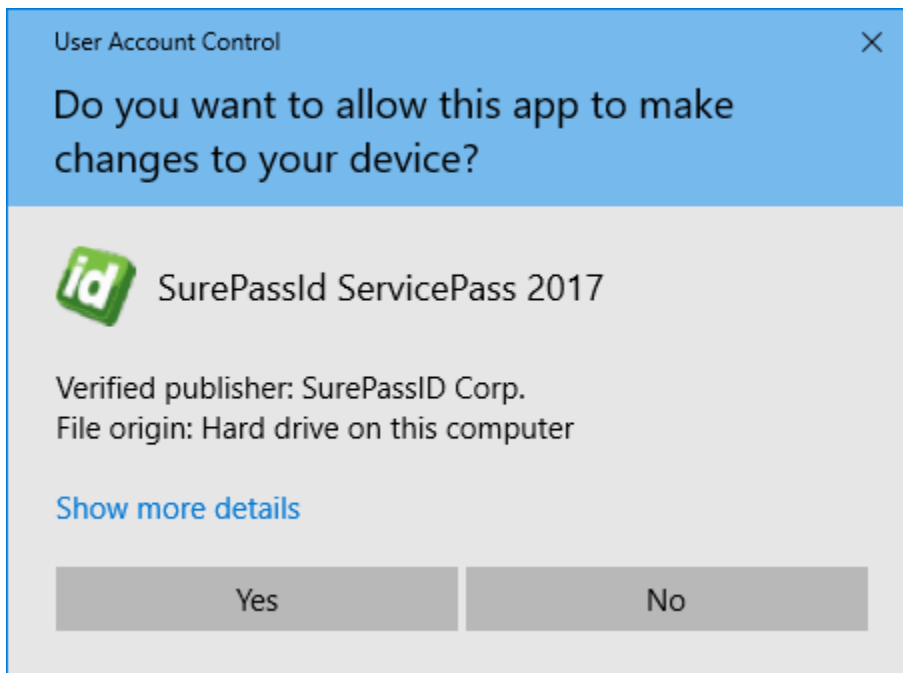 User Account Control
Do you want to allow this app to make
changes to your device?
id
SurePassId ServicePass 2017
Verified publisher: SurePassID Corp.
File origin: Hard drive on this computer
Show more details
Yes
No